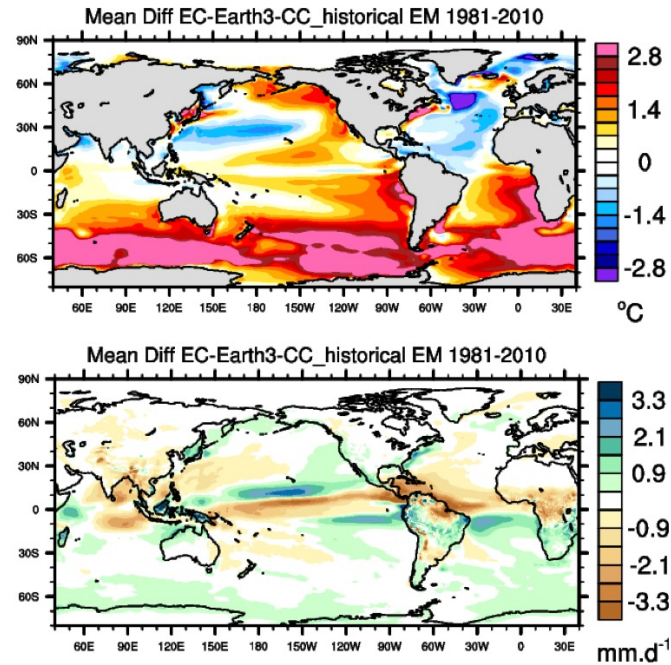 Mean Diff EC-Earth3-CC_historical EM 1981-2010
90N
60N
30N
0
30S
60S
60E 90E 120E 150E 180 150W 120W 90W 60W 30W 0 30E
2.8
1.4
0
-1.4
-2.8
°C
Mean Diff EC-Earth3-CC_historical EM 1981-2010
90N
60N
30N
0
30S
60S
60E 90E 120E 150E 180 150W 120W 90W 60W 30W 0 30E
3.3
2.1
0.9
-0.9
-2.1
-3.3
mm.d⁻¹